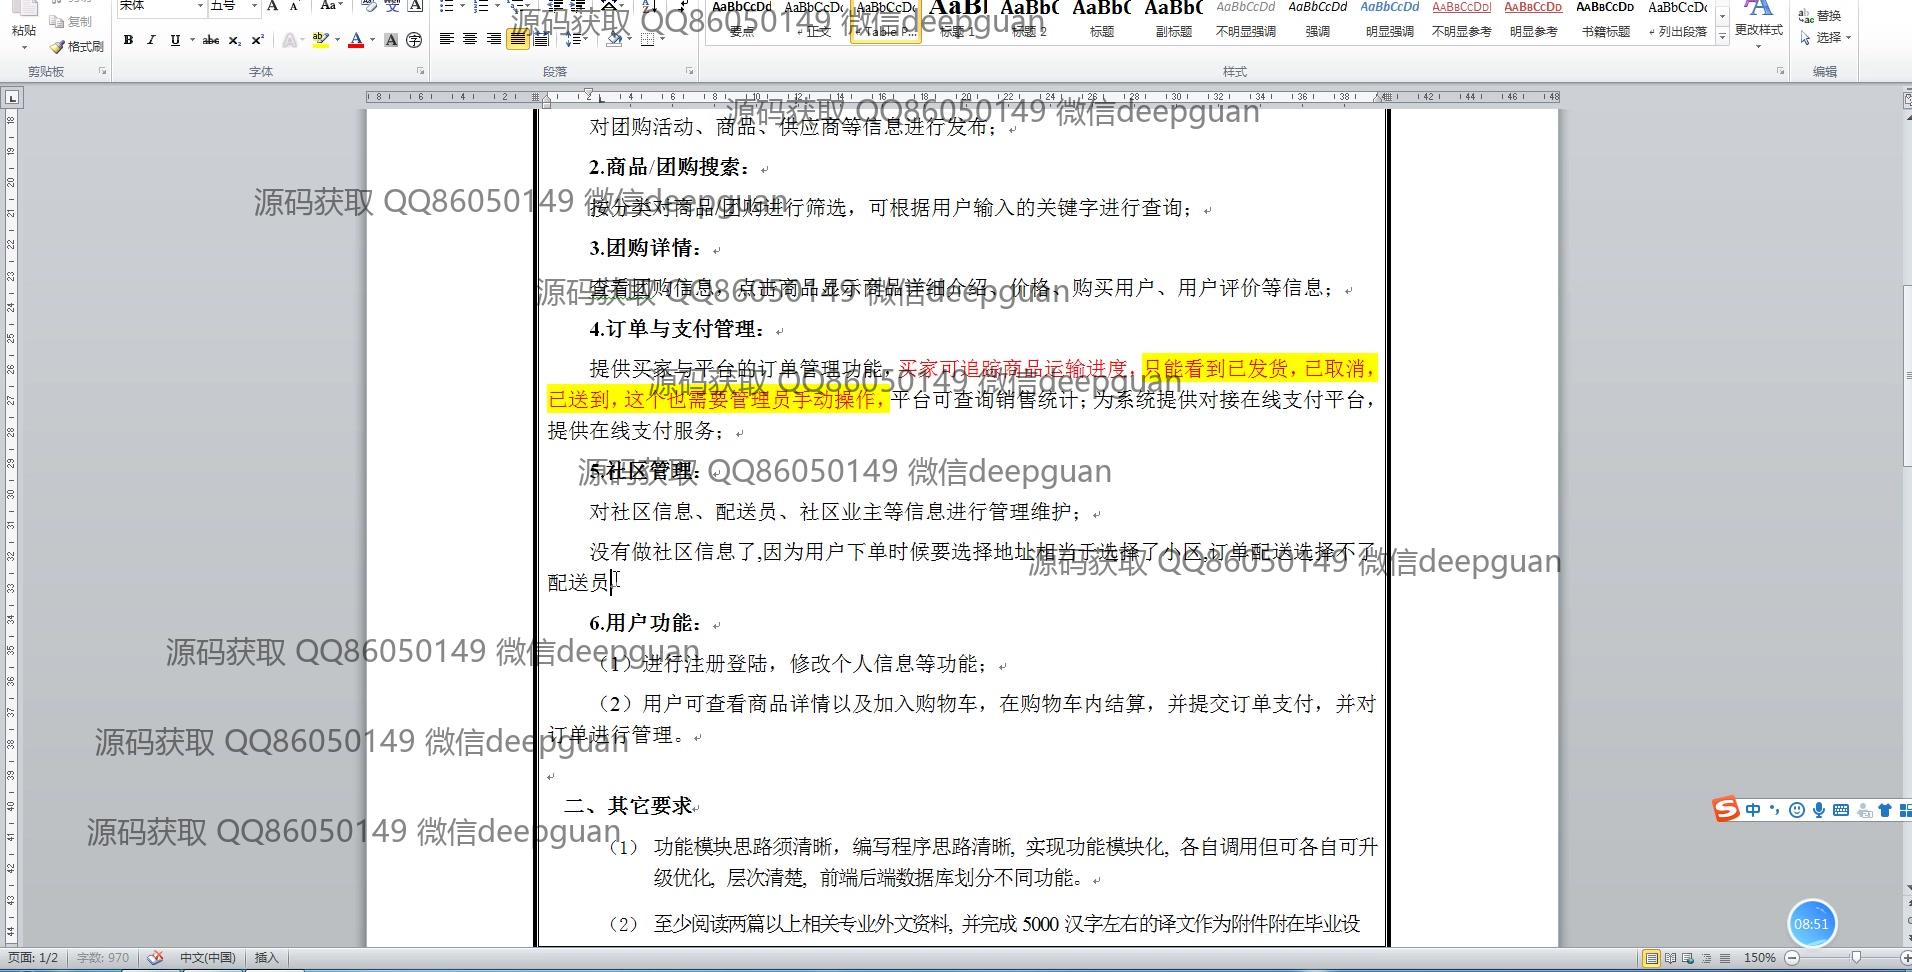 宋体 五号
粘贴 复制
格式刷
剪贴板 字体 段落 样式 编辑
要点 正文 Table P... 标题 1 标题 2 标题 副标题 不明显强调 强调 明显强调 不明显参考 明显参考 书籍标题 列出段落
更改样式 替换
选择
源码获取 QQ86050149 微信deepguan
源码获取 QQ86050149 微信deepguan
对团购活动、商品、供应商等信息进行发布；
2.商品/团购搜索：
源码获取 QQ86050149 微信deepguan
按分类对商品/团购进行筛选，可根据用户输入的关键字进行查询；
3.团购详情：
源码获取 QQ86050149 微信deepguan
查看团购信息，点击商品显示商品详细介绍、价格、购买用户、用户评价等信息；
4.订单与支付管理：
提供买家与平台的订单管理功能，买家可追踪商品运输进度，只能看到已发货，已取消，
源码获取 QQ86050149 微信deepguan
已送到，这个也需要管理员手动操作，平台可查询销售统计；为系统提供对接在线支付平台，
提供在线支付服务；
5.社区管理：
源码获取 QQ86050149 微信deepguan
对社区信息、配送员、社区业主等信息进行管理维护；
没有做社区信息了,因为用户下单时候要选择地址相当于选择了小区,订单配送选择不了
源码获取 QQ86050149 微信deepguan
配送员
6.用户功能：
源码获取 QQ86050149 微信deepguan
（1）进行注册登陆，修改个人信息等功能；
（2）用户可查看商品详情以及加入购物车，在购物车内结算，并提交订单支付，并对
订单进行管理。
源码获取 QQ86050149 微信deepguan
二、其它要求
源码获取 QQ86050149 微信deepguan
（1） 功能模块思路须清晰，编写程序思路清晰, 实现功能模块化, 各自调用但可各自可升
级优化, 层次清楚, 前端后端数据库划分不同功能。
（2） 至少阅读两篇以上相关专业外文资料, 并完成 5000 汉字左右的译文作为附件附在毕业设
中
08:51
页面: 1/2 字数: 970 中文(中国) 插入 150%